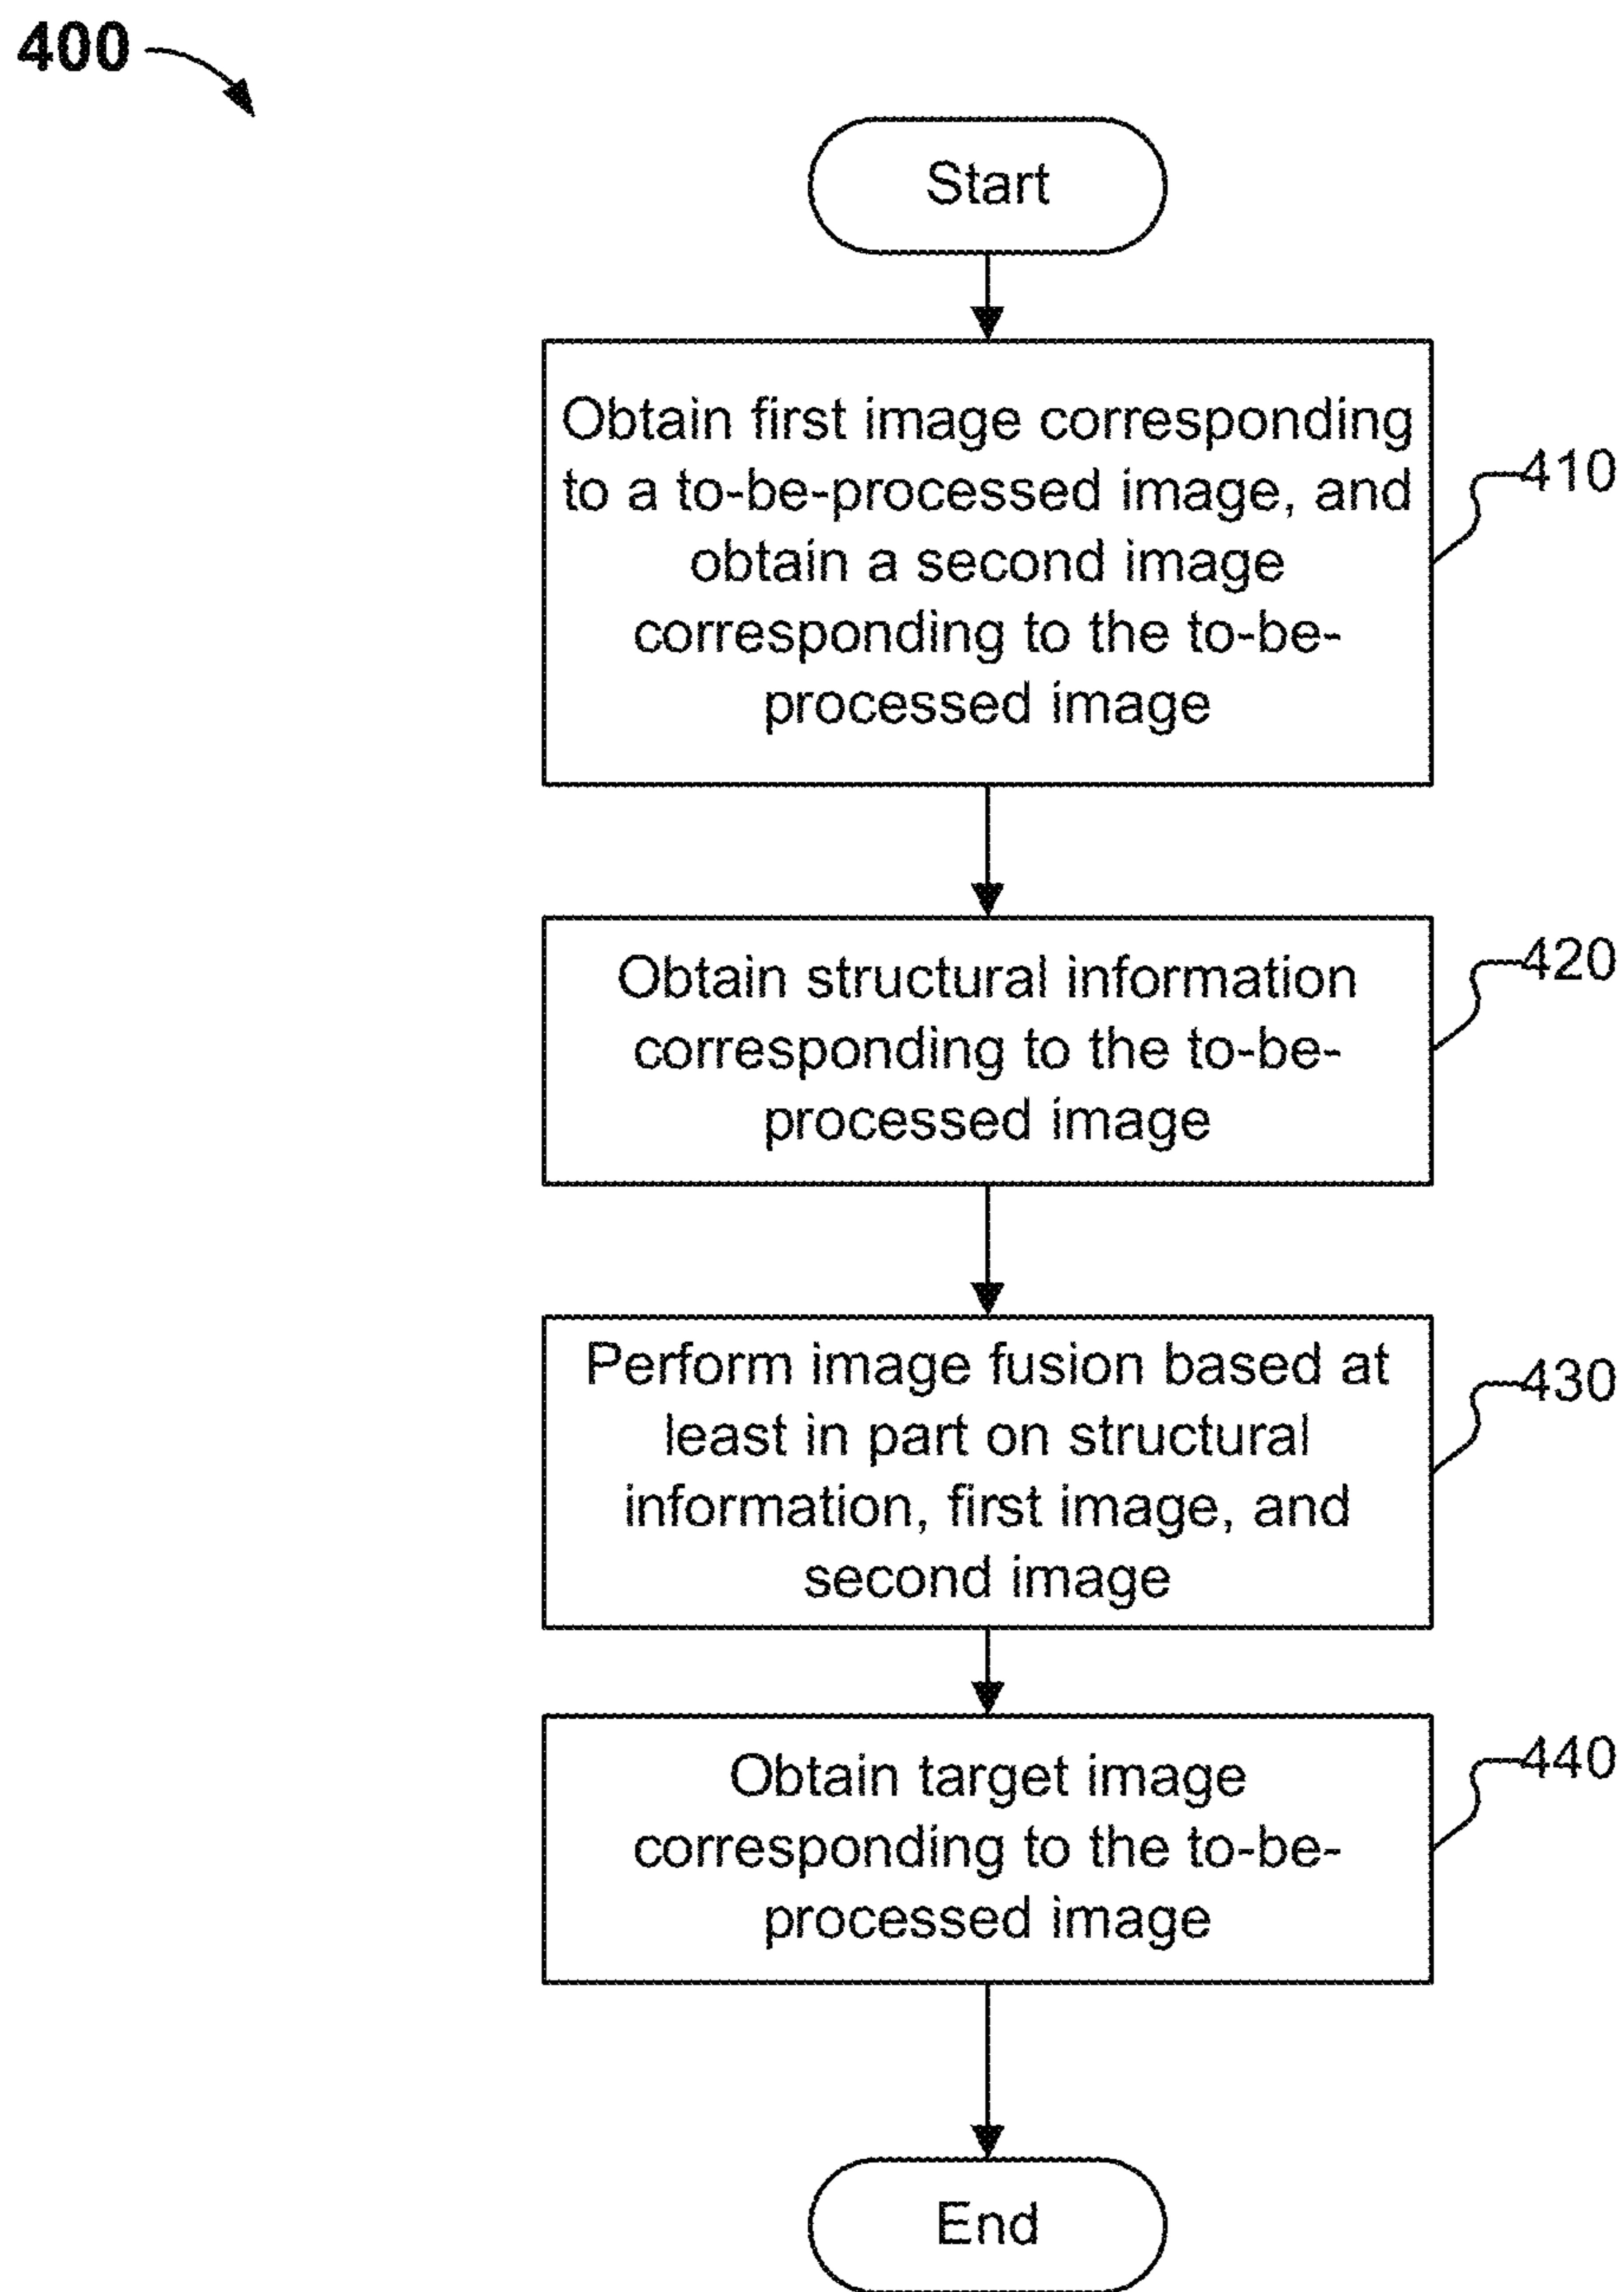 400
Start
Obtain first image corresponding
to a to-be-processed image, and
obtain a second image
corresponding to the to-be-
processed image
410
Obtain structural information
corresponding to the to-be-
processed image
420
Perform image fusion based at
least in part on structural
information, first image, and
second image
430
Obtain target image
corresponding to the to-be-
processed image
440
End